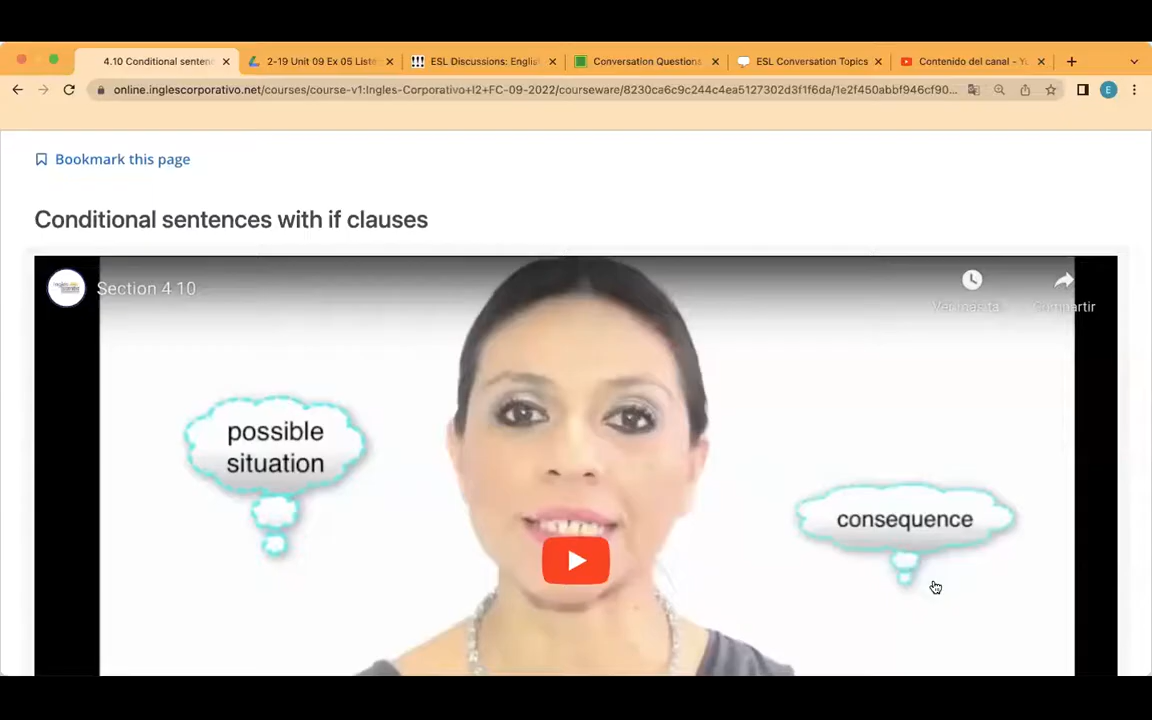 4.10 Conditional sentenc
2-19 Unit 09 Ex 05 Liste
ESL Discussions: Englis
Conversation Questions
ESL Conversation Topics
Contenido del canal - Yo
online.inglescorporativo.net/courses/course-v1:Ingles-Corporativo+I2+FC-09-2022/courseware/8230ca6c9c244c4ea5127302d3f1f6da/1e2f450abbf946cf90...
E
Bookmark this page
Conditional sentences with if clauses
Section 4.10
Compartir
possible
situation
consequence